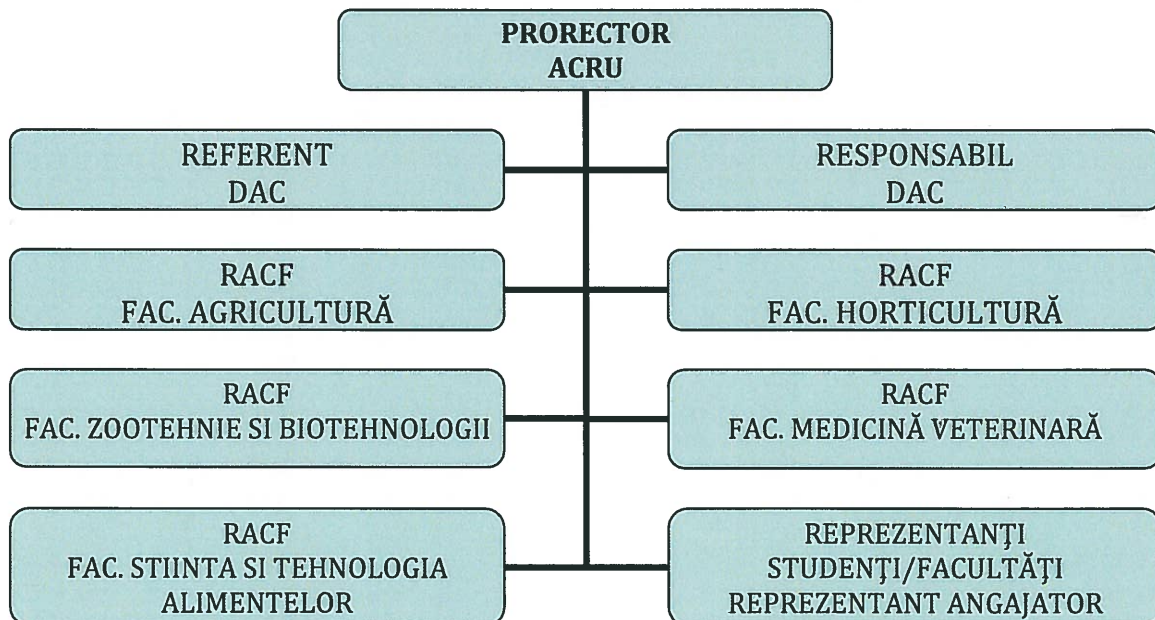 PRORECTOR
ACRU
REFERENT
DAC
RESPONSABIL
DAC
RACF
FAC. AGRICULTURĂ
RACF
FAC. HORTICULTURĂ
RACF
FAC. ZOOTEHNIE SI BIOTEHNOLOGII
RACF
FAC. MEDICINĂ VETERINARĂ
RACF
FAC. STIINTA SI TEHNOLOGIA
ALIMENTELOR
REPREZENTANŢI
STUDENŢI/FACULTĂŢI
REPREZENTANT ANGAJATOR